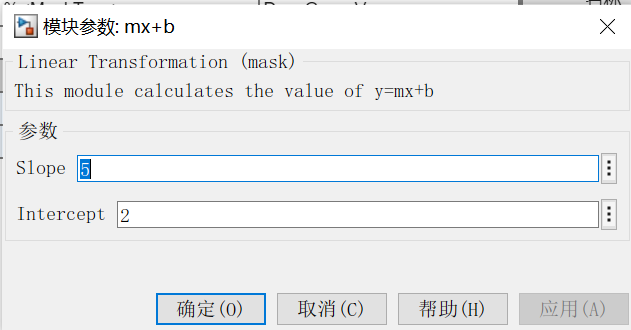 模块参数: mx+b
Linear Transformation (mask)
This module calculates the value of y=mx+b
参数
Slope 5
Intercept 2
确定(O) 取消(C) 帮助(H) 应用(A)